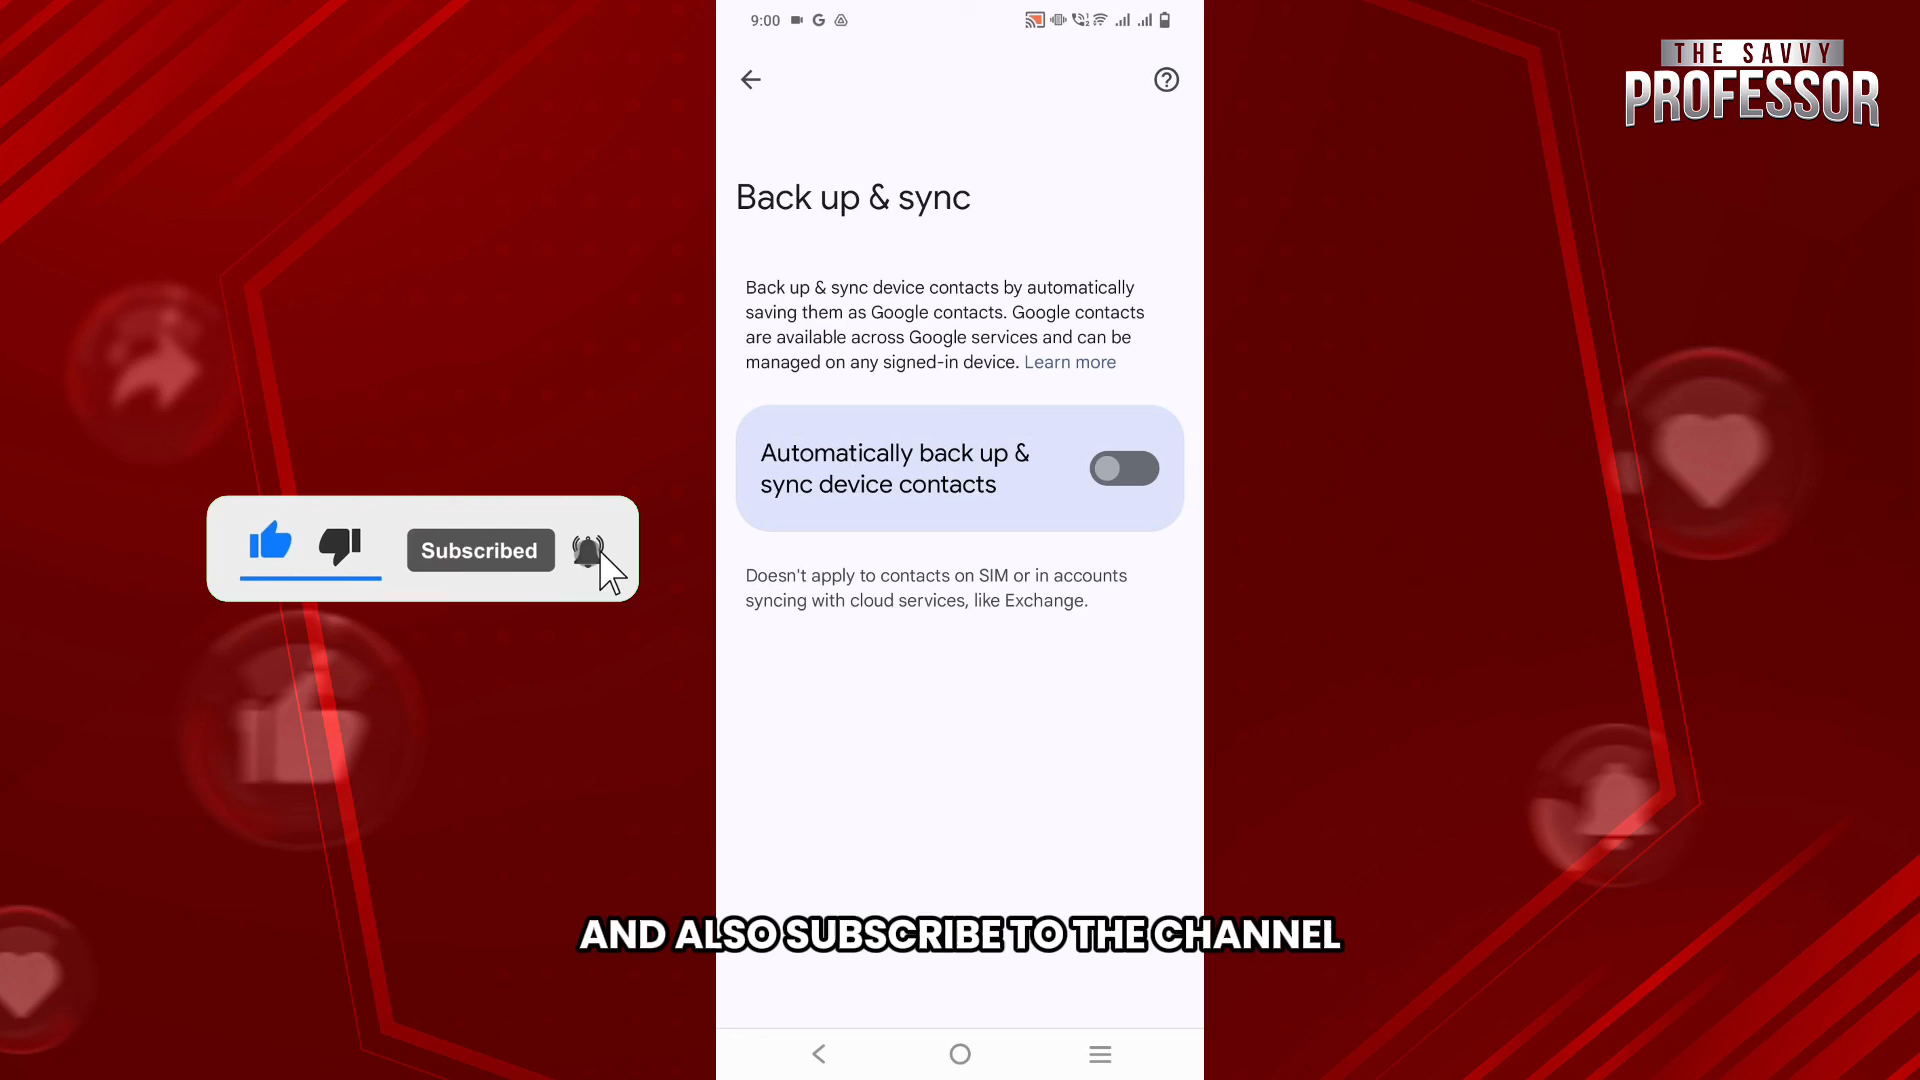 9:00
THE SAVVY
PROFESSOR
Back up & sync
Back up & sync device contacts by automatically
saving them as Google contacts. Google contacts
are available across Google services and can be
managed on any signed-in device. Learn more
Automatically back up &
sync device contacts
Subscribed
Doesn't apply to contacts on SIM or in accounts
syncing with cloud services, like Exchange.
AND ALSO SUBSCRIBE TO THE CHANNEL